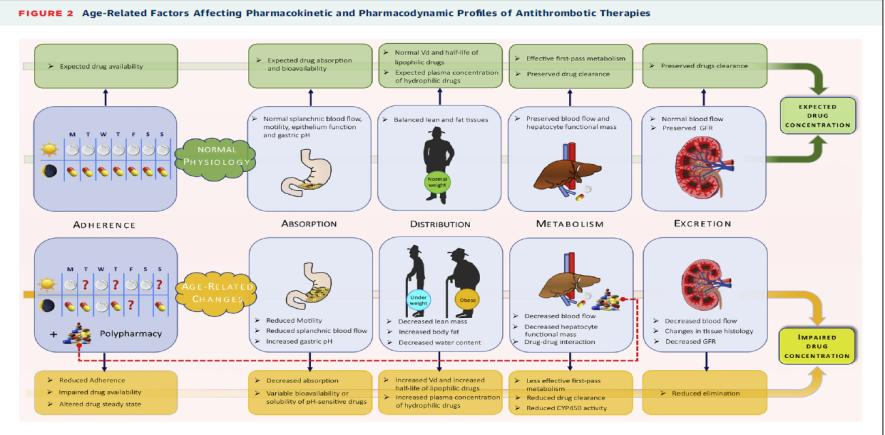 FIGURE 2 Age-Related Factors Affecting Pharmacokinetic and Pharmacodynamic Profiles of Antithrombotic Therapies
➢ Expected drug availability
➢ Expected drug absorption
and bioavailability
➢ Normal Vd and half-life of
lipophilic drugs
➢ Expected plasma concentration
of hydrophilic drugs
➢ Effective first-pass metabolism
➢ Preserved drug clearance
➢ Preserved drugs clearance
EXPECTED
DRUG
CONCENTRATION
M T W T F S S
NORMAL
PHYSIOLOGY
➢ Normal splanchnic blood flow,
motility, epithelium function
and gastric pH
➢ Balanced lean and fat tissues
Normal
weight
➢ Preserved blood flow and
hepatocyte functional mass
➢ Normal blood flow
➢ Preserved GFR
ADHERENCE
ABSORPTION
DISTRIBUTION
METABOLISM
EXCRETION
M T W T F S S
? ? ?
?
+ Polypharmacy
AGE-RELATED
CHANGES
➢ Reduced Motility
➢ Reduced splanchnic blood flow
➢ Increased gastric pH
Under
weight
Obese
➢ Decreased lean mass
➢ Increased body fat
➢ Decreased water content
➢ Decreased blood flow
➢ Decreased hepatocyte
functional mass
➢ Drug-drug interaction
➢ Decreased blood flow
➢ Changes in tissue histology
➢ Decreased GFR
IMPAIRED
DRUG
CONCENTRATION
➢ Reduced Adherence
➢ Impaired drug availability
➢ Altered drug steady state
➢ Decreased absorption
➢ Variable bioavailability or
solubility of pH-sensitive drugs
➢ Increased Vd and increased
half-life of lipophilic drugs
➢ Increased plasma concentration
of hydrophilic drugs
➢ Less effective first-pass
metabolism
➢ Reduced drug clearance
➢ Reduced CYP450 activity
➢ Reduced elimination